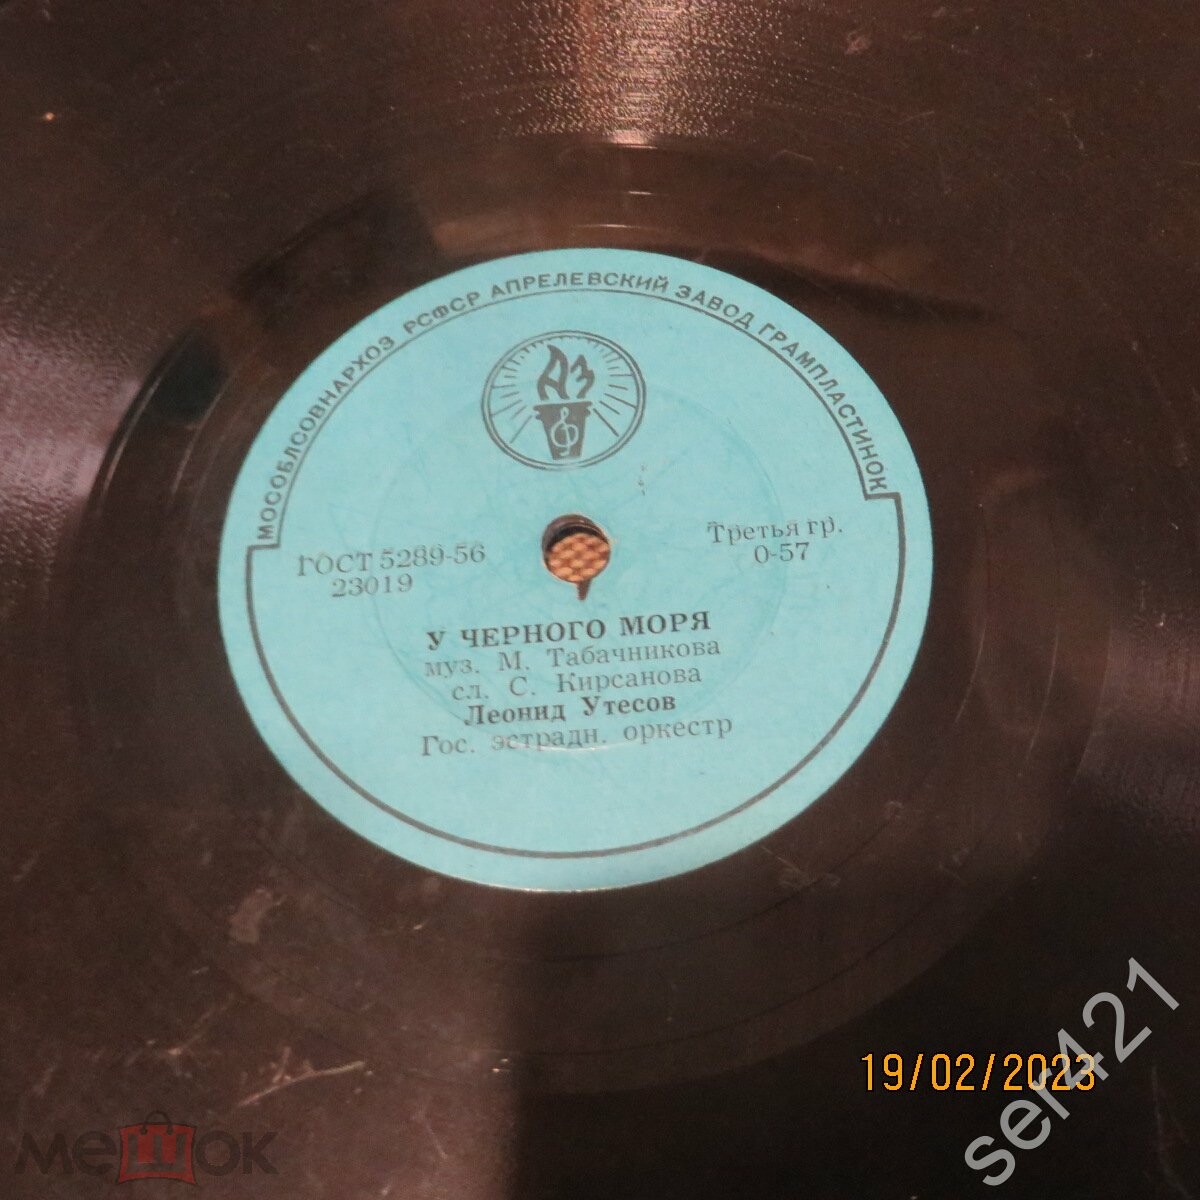 МОСОБЛСОВНАРХОЗ РСФСР АПРЕЛЕВСКИЙ ЗАВОД ГРАМПЛАСТИНОК
АЗ
ГОСТ 5289-56
23019
Третья гр.
0-57
У ЧЕРНОГО МОРЯ
муз. М. Табачникова
сл. С. Кирсанова
Леонид Утесов
Гос. эстрадн. оркестр
19/02/2023
ser421
мешок